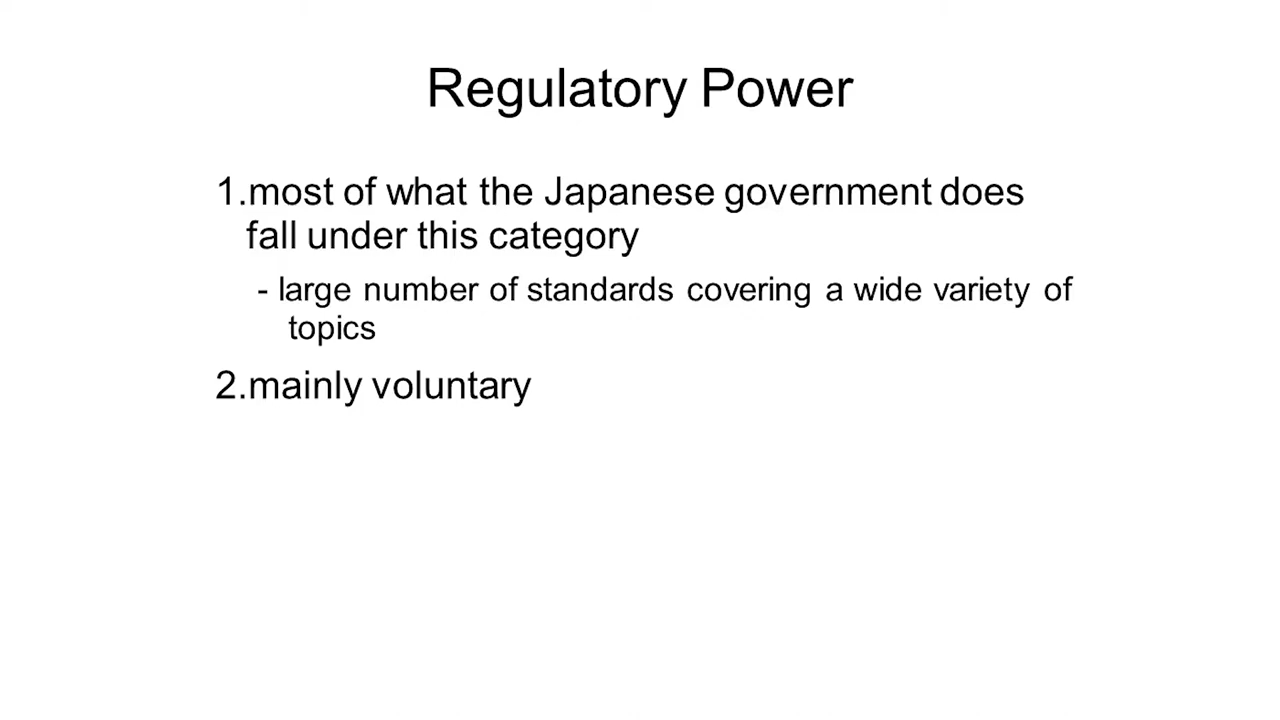 Regulatory Power
1.most of what the Japanese government does
fall under this category
- large number of standards covering a wide variety of
topics
2.mainly voluntary